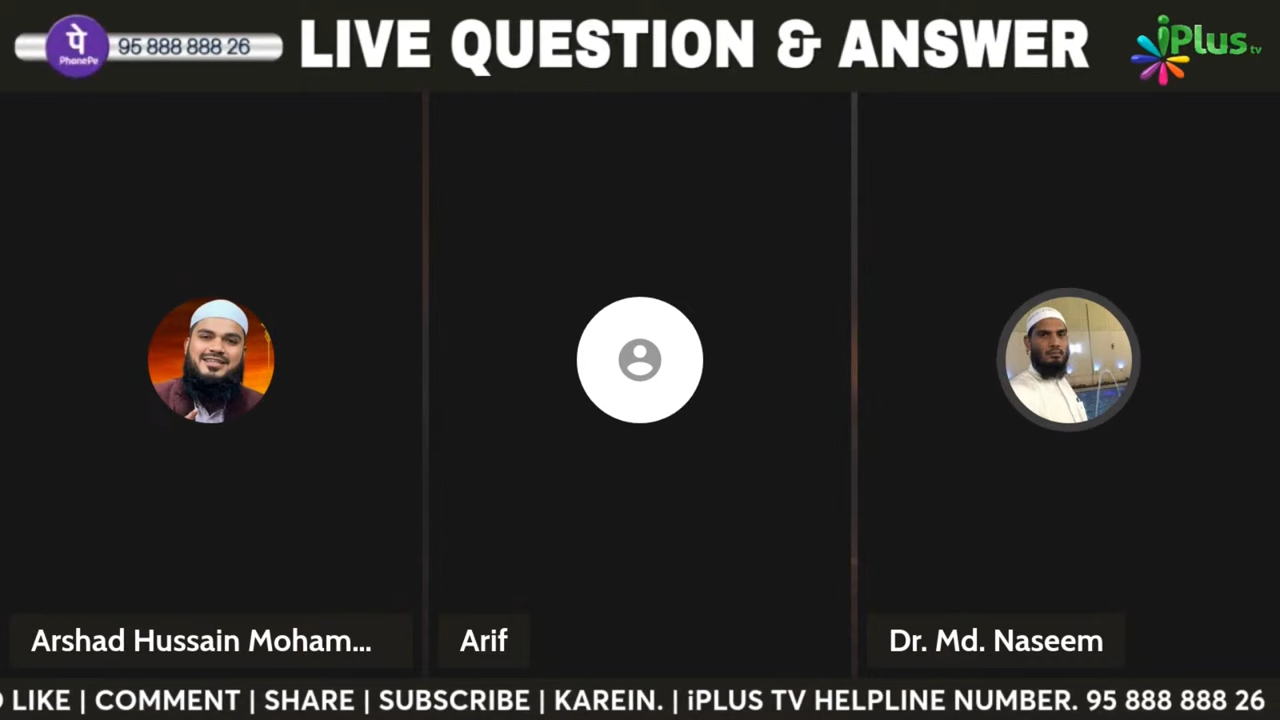 पे
PhonePe
95 888 888 26
LIVE QUESTION & ANSWER
iPlus tv
Arshad Hussain Moham...
Arif
Dr. Md. Naseem
LIKE | COMMENT | SHARE | SUBSCRIBE | KAREIN. | iPLUS TV HELPLINE NUMBER. 95 888 888 26